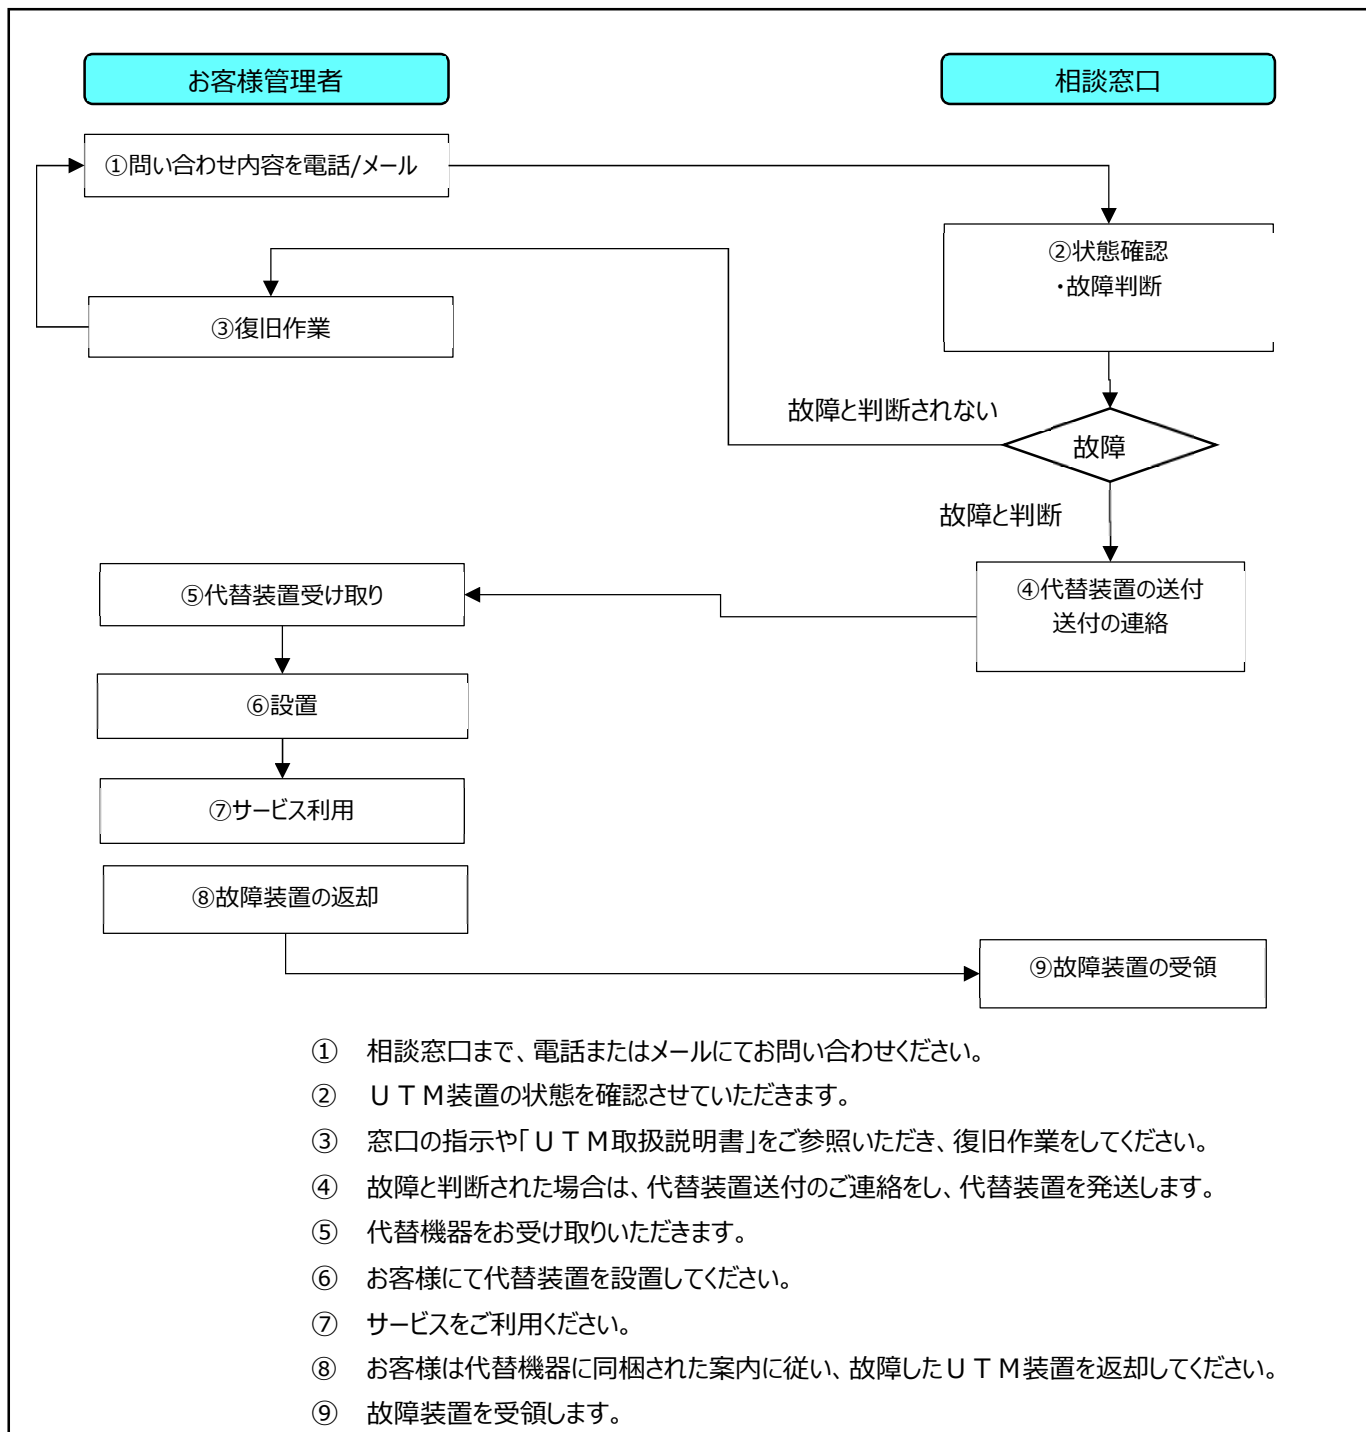 お客様管理者
相談窓口
①問い合わせ内容を電話/メール
②状態確認
・故障判断
③復旧作業
故障と判断されない
故障
故障と判断
⑤代替装置受け取り
④代替装置の送付
送付の連絡
⑥設置
⑦サービス利用
⑧故障装置の返却
⑨故障装置の受領
① 相談窓口まで、電話またはメールにてお問い合わせください。
② ＵＴＭ装置の状態を確認させていただきます。
③ 窓口の指示や「ＵＴＭ取扱説明書」をご参照いただき、復旧作業をしてください。
④ 故障と判断された場合は、代替装置送付のご連絡をし、代替装置を発送します。
⑤ 代替機器をお受け取りいただきます。
⑥ お客様にて代替装置を設置してください。
⑦ サービスをご利用ください。
⑧ お客様は代替機器に同梱された案内に従い、故障したＵＴＭ装置を返却してください。
⑨ 故障装置を受領します。